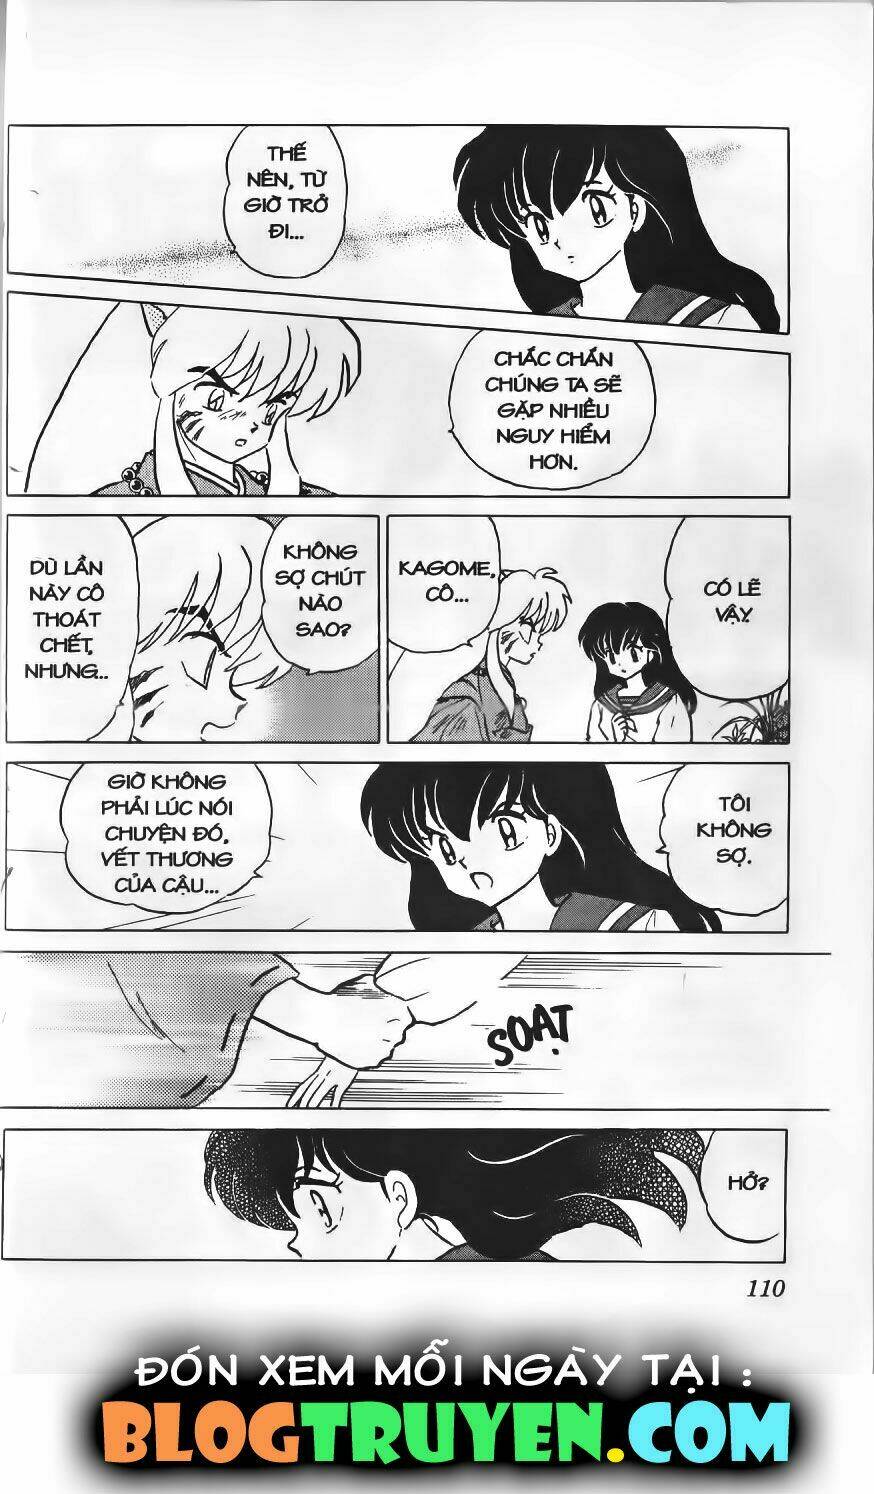 THẾ
NÊN, TỪ
GIỜ TRỞ
ĐI...
CHẮC CHẮN
CHÚNG TA SẼ
GẶP NHIỀU
NGUY HIỂM
HƠN.
CÓ LẼ
VẬY.
KAGOME,
CÔ...
KHÔNG
SỢ CHÚT
NÀO
SAO?
DÙ LẦN
NÀY CÔ
THOÁT
CHẾT,
NHƯNG...
TÔI
KHÔNG
SỢ.
GIỜ KHÔNG
PHẢI LÚC NÓI
CHUYỆN ĐÓ,
VẾT THƯƠNG
CỦA CẬU...
SOẠT
HỞ?
110
ĐÓN XEM MỖI NGÀY TẠI :
BLOGTRUYEN.COM